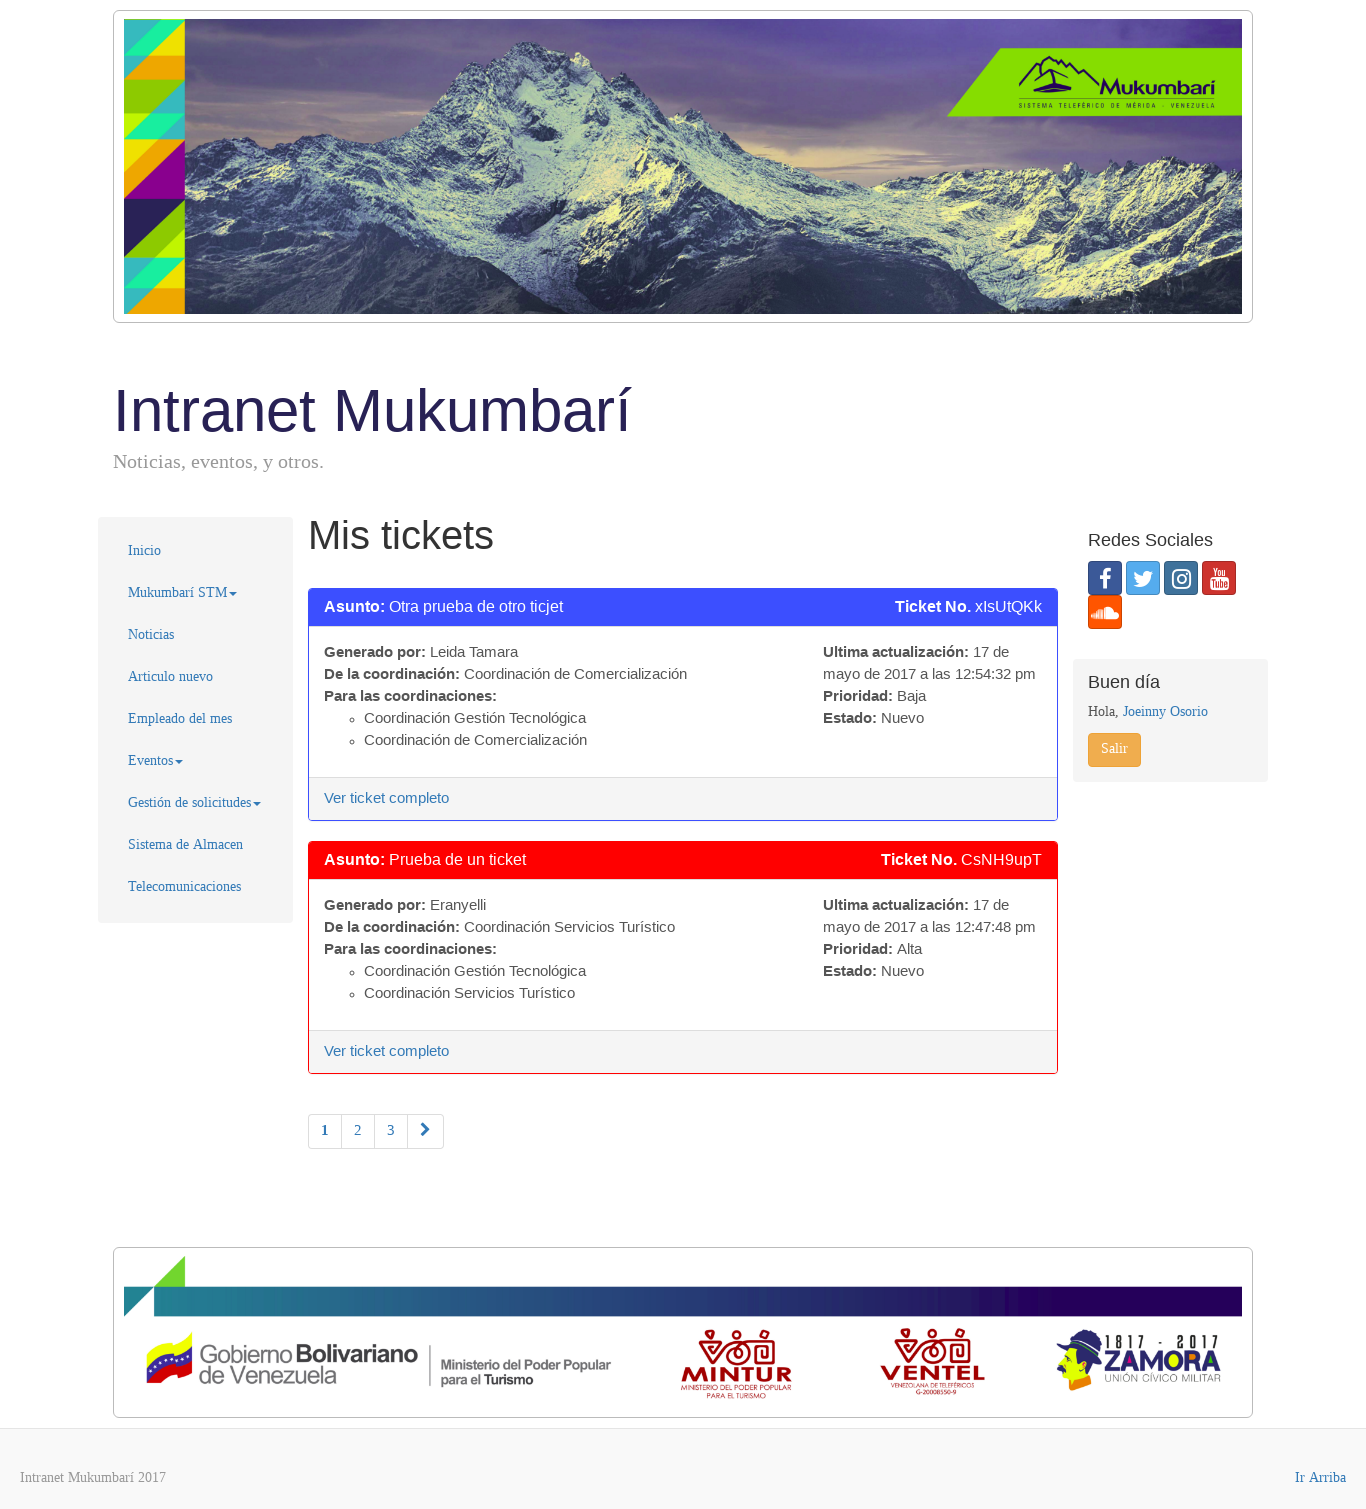 Mukumbarí
SISTEMA TELEFÉRICO DE MÉRIDA - VENEZUELA
Intranet Mukumbarí
Noticias, eventos, y otros.
Inicio
Mukumbarí STM
Noticias
Articulo nuevo
Empleado del mes
Eventos
Gestión de solicitudes
Sistema de Almacen
Telecomunicaciones
Mis tickets
Asunto: Otra prueba de otro ticjet
Ticket No. xIsUtQKk
Generado por: Leida Tamara
De la coordinación: Coordinación de Comercialización
Para las coordinaciones:
Coordinación Gestión Tecnológica
Coordinación de Comercialización
Ultima actualización: 17 de
mayo de 2017 a las 12:54:32 pm
Prioridad: Baja
Estado: Nuevo
Ver ticket completo
Asunto: Prueba de un ticket
Ticket No. CsNH9upT
Generado por: Eranyelli
De la coordinación: Coordinación Servicios Turístico
Para las coordinaciones:
Coordinación Gestión Tecnológica
Coordinación Servicios Turístico
Ultima actualización: 17 de
mayo de 2017 a las 12:47:48 pm
Prioridad: Alta
Estado: Nuevo
Ver ticket completo
1 2 3
Redes Sociales
You
Tube
Buen día
Hola, Joeinny Osorio
Salir
Gobierno Bolivariano
de Venezuela
Ministerio del Poder Popular
para el Turismo
MINTUR
MINISTERIO DEL PODER POPULAR
PARA EL TURISMO
VENTEL
VENEZOLANA DE TELEFÉRICOS
G-20008550-9
1817 - 2017
ZAMORA
UNIÓN CÍVICO MILITAR
Intranet Mukumbarí 2017
Ir Arriba